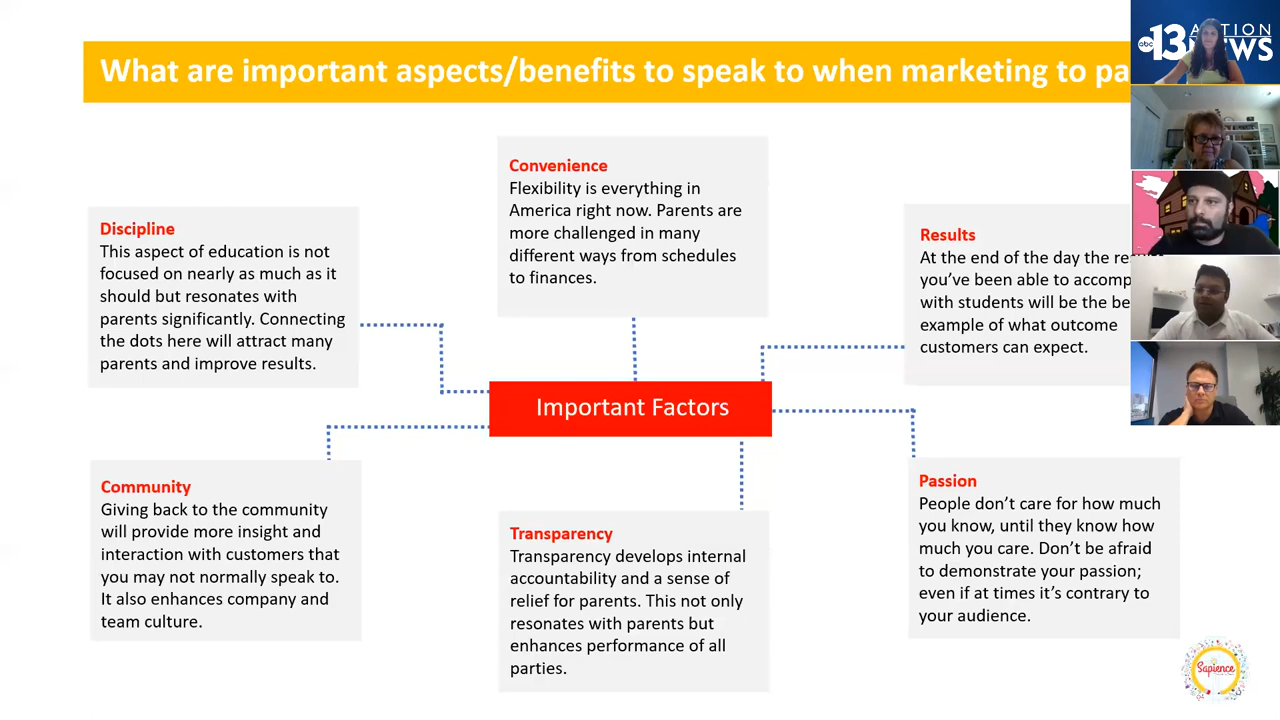 What are important aspects/benefits to speak to when marketing to pa
abc 13 ACTION NEWS
Convenience
Flexibility is everything in
America right now. Parents are
more challenged in many
different ways from schedules
to finances.
Discipline
This aspect of education is not
focused on nearly as much as it
should but resonates with
parents significantly. Connecting
the dots here will attract many
parents and improve results.
Results
At the end of the day the
you’ve been able to accomp
with students will be the be
example of what outcome
customers can expect.
Important Factors
Community
Giving back to the community
will provide more insight and
interaction with customers that
you may not normally speak to.
It also enhances company and
team culture.
Transparency
Transparency develops internal
accountability and a sense of
relief for parents. This not only
resonates with parents but
enhances performance of all
parties.
Passion
People don’t care for how much
you know, until they know how
much you care. Don’t be afraid
to demonstrate your passion;
even if at times it’s contrary to
your audience.
Sapience